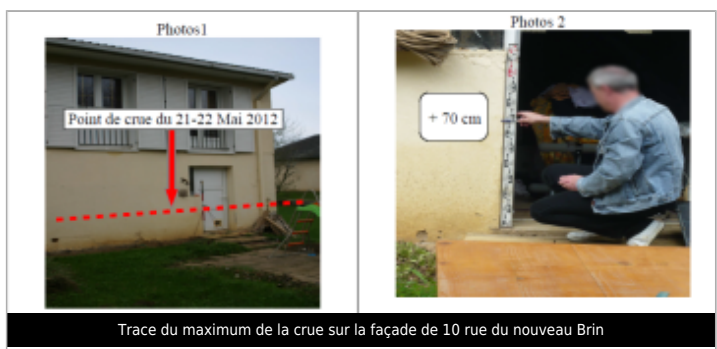 Photos1
Photos 2
Point de crue du 21-22 Mai 2012
+ 70 cm
Trace du maximum de la crue sur la façade de 10 rue du nouveau Brin